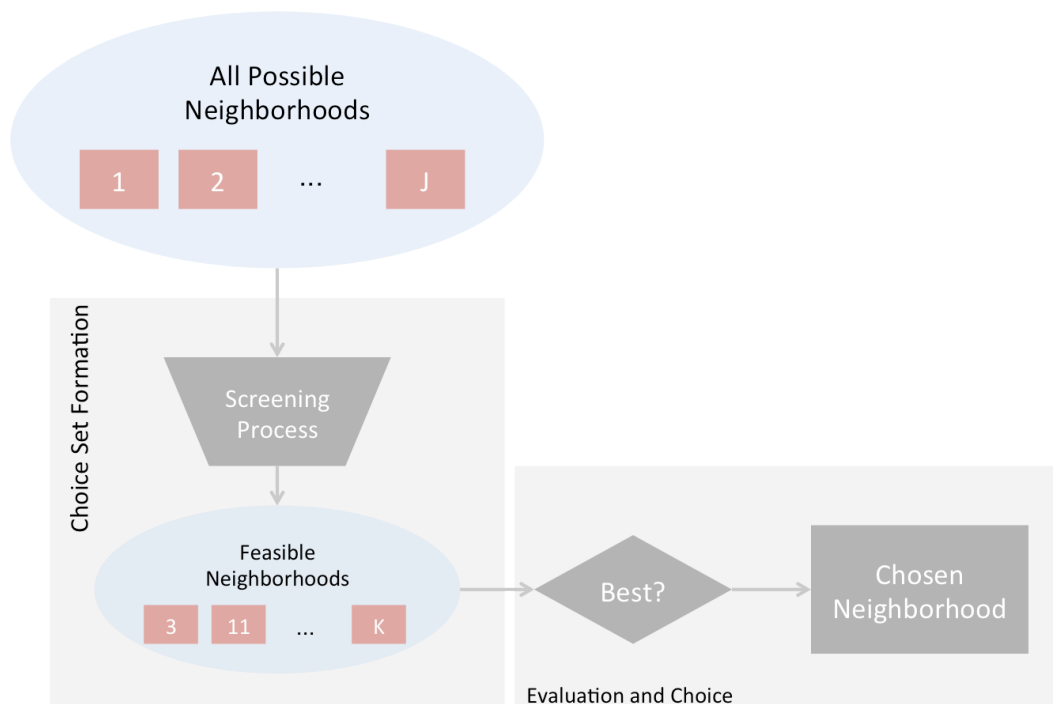 All Possible
Neighborhoods
1 2 ... J
Choice Set Formation
Screening
Process
Feasible
Neighborhoods
3 11 ... K
Best?
Chosen
Neighborhood
Evaluation and Choice